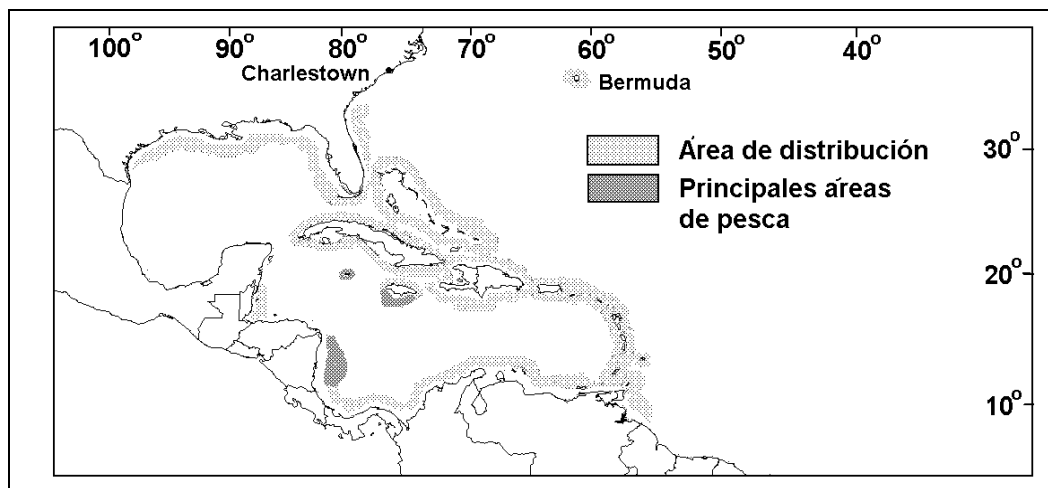 100° 90° 80° 70° 60° 50° 40°
Charlestown
Bermuda
Área de distribución
30°
Principales áreas
de pesca
20°
10°